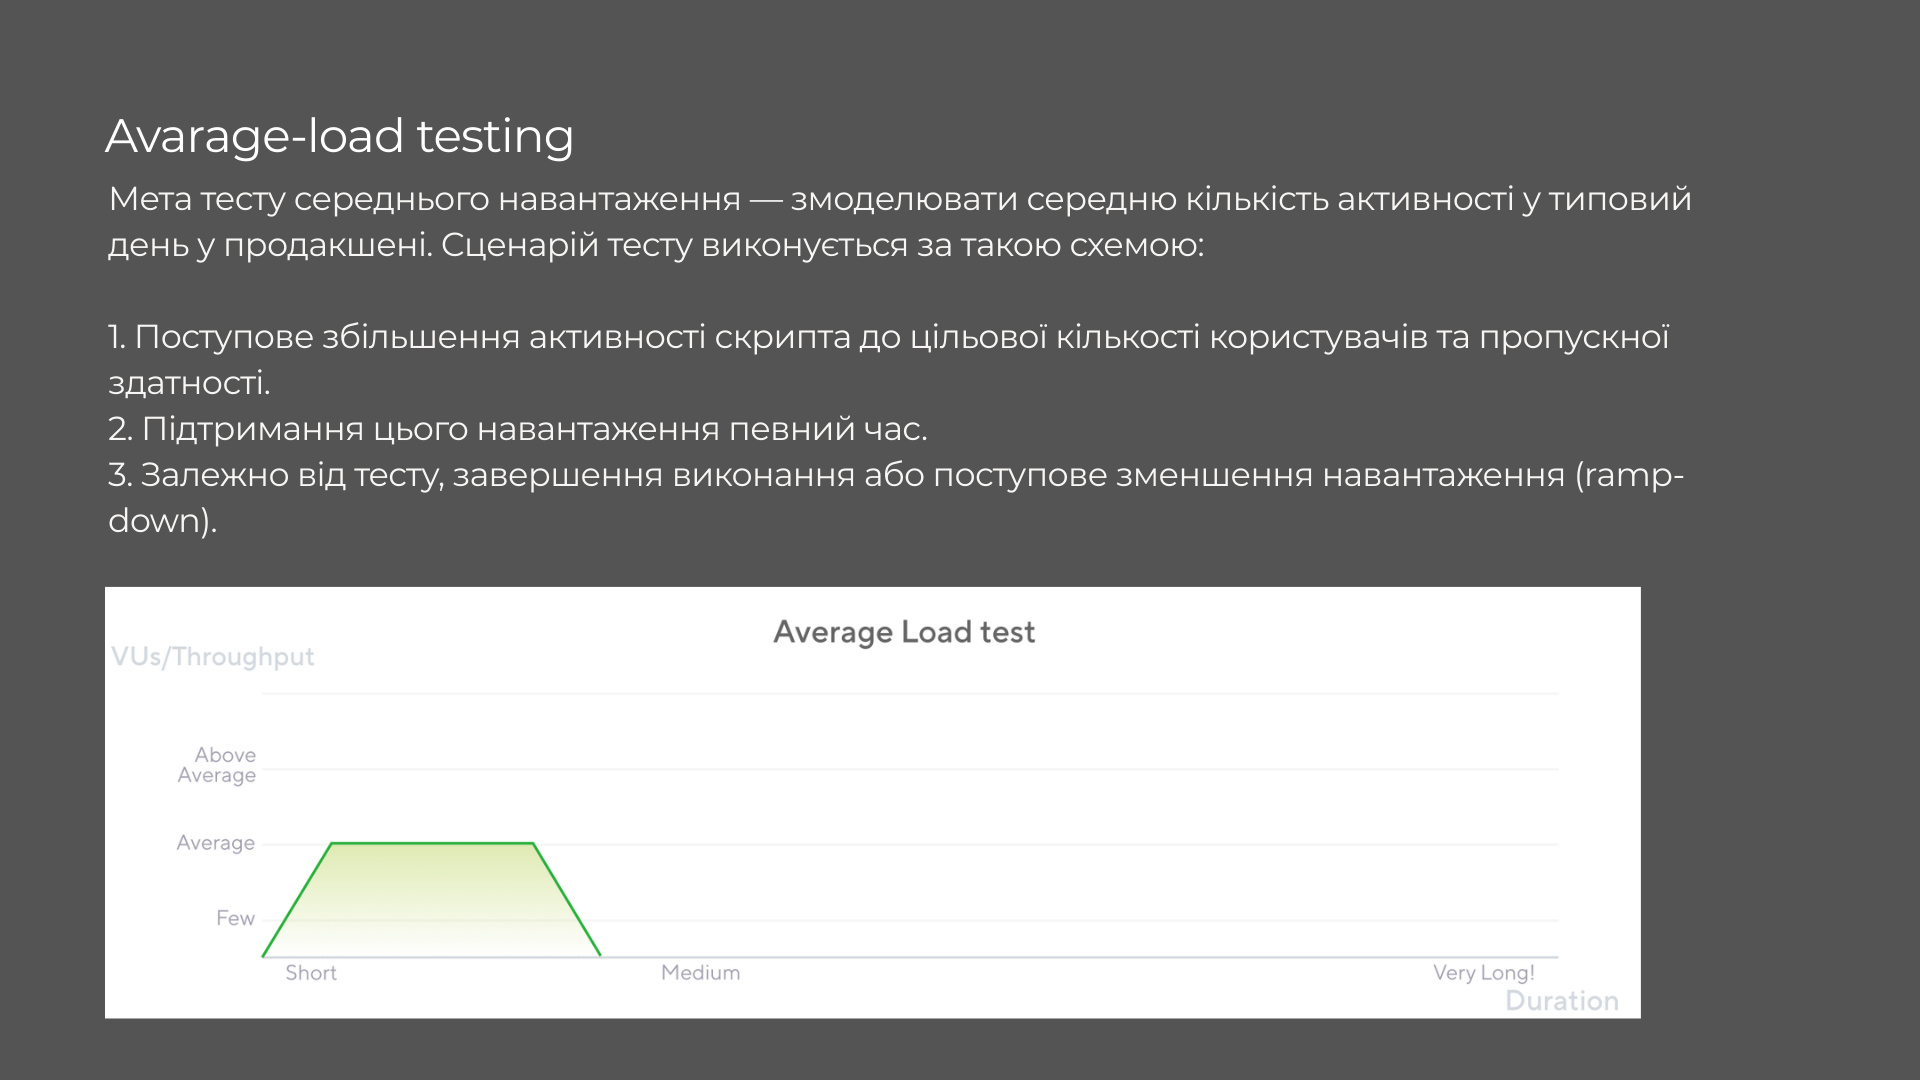 Avarage-load testing
Мета тесту середнього навантаження — змоделювати середню кількість активності у типовий
день у продакшені. Сценарій тесту виконується за такою схемою:
1. Поступове збільшення активності скрипта до цільової кількості користувачів та пропускної
здатності.
2. Підтримання цього навантаження певний час.
3. Залежно від тесту, завершення виконання або поступове зменшення навантаження (ramp-
down).
Average Load test
VUs/Throughput
Above
Average
Average
Few
Short
Medium
Very Long!
Duration